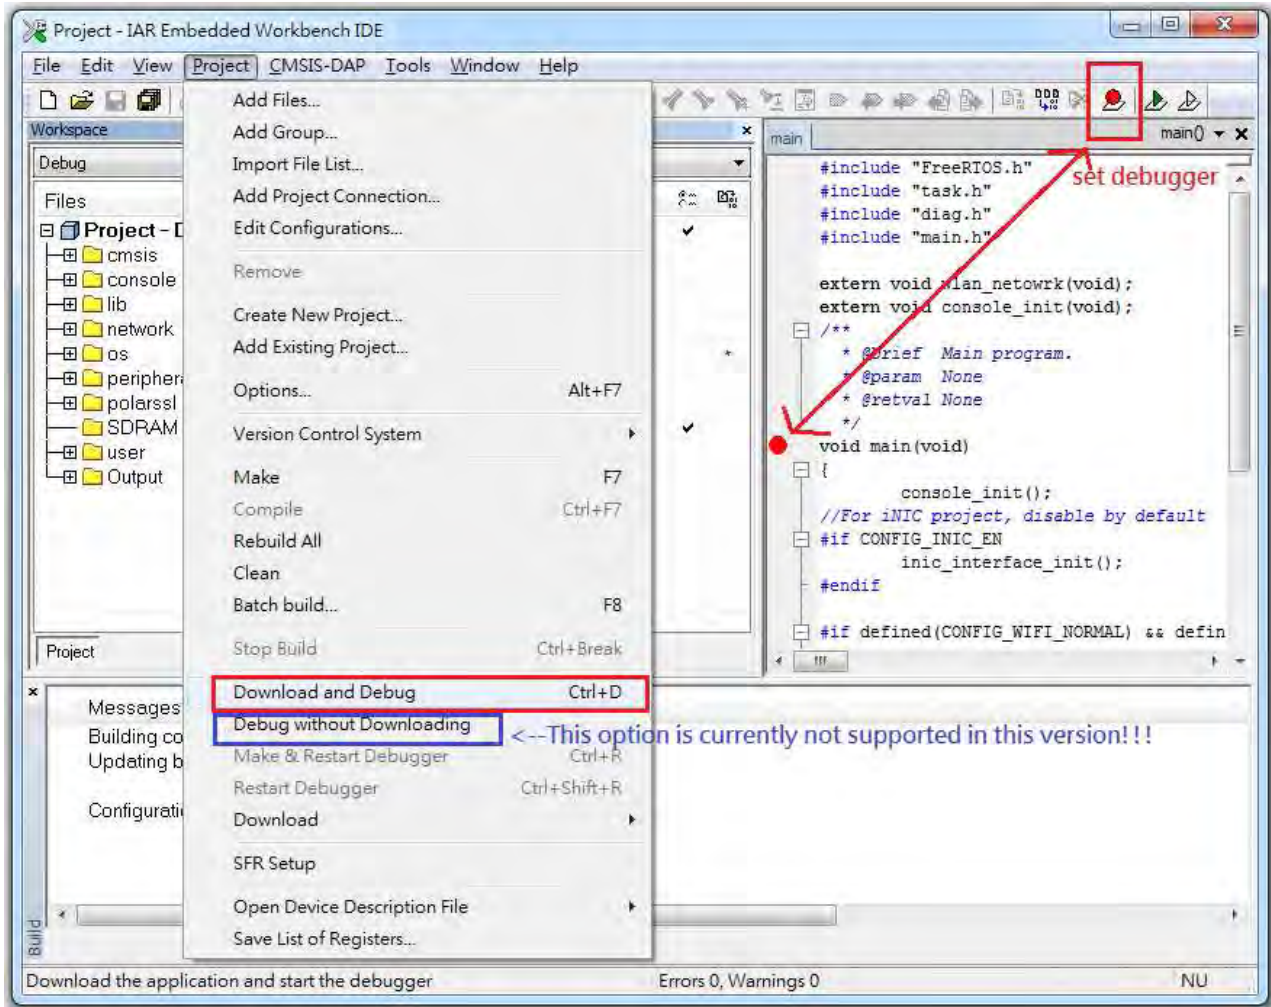 Project - IAR Embedded Workbench IDE
File Edit View Project CMSIS-DAP Tools Window Help
Workspace
Debug
Files
Project - D
cmsis
console
lib
network
os
periphera
polarssl
SDRAM
user
Output
Project
Add Files...
Add Group...
Import File List...
Add Project Connection...
Edit Configurations...
Remove
Create New Project...
Add Existing Project...
Options... Alt+F7
Version Control System
Make F7
Compile Ctrl+F7
Rebuild All
Clean
Batch build... F8
Stop Build Ctrl+Break
Download and Debug Ctrl+D
Debug without Downloading
Make & Restart Debugger Ctrl+R
Restart Debugger Ctrl+Shift+R
Download
SFR Setup
Open Device Description File
Save List of Registers...
main
main()
set debugger
#include "FreeRTOS.h"
#include "task.h"
#include "diag.h"
#include "main.h"
extern void wlan_netowrk(void);
extern void console_init(void);
/**
* @brief Main program.
* @param None
* @retval None
*/
void main(void)
{
console_init();
//For iNIC project, disable by default
#if CONFIG_INIC_EN
inic_interface_init();
#endif
#if defined(CONFIG_WIFI_NORMAL) && defin
<--This option is currently not supported in this version!!!
Messages
Building co
Updating b
Configurati
Build
Download the application and start the debugger
Errors 0, Warnings 0
NU